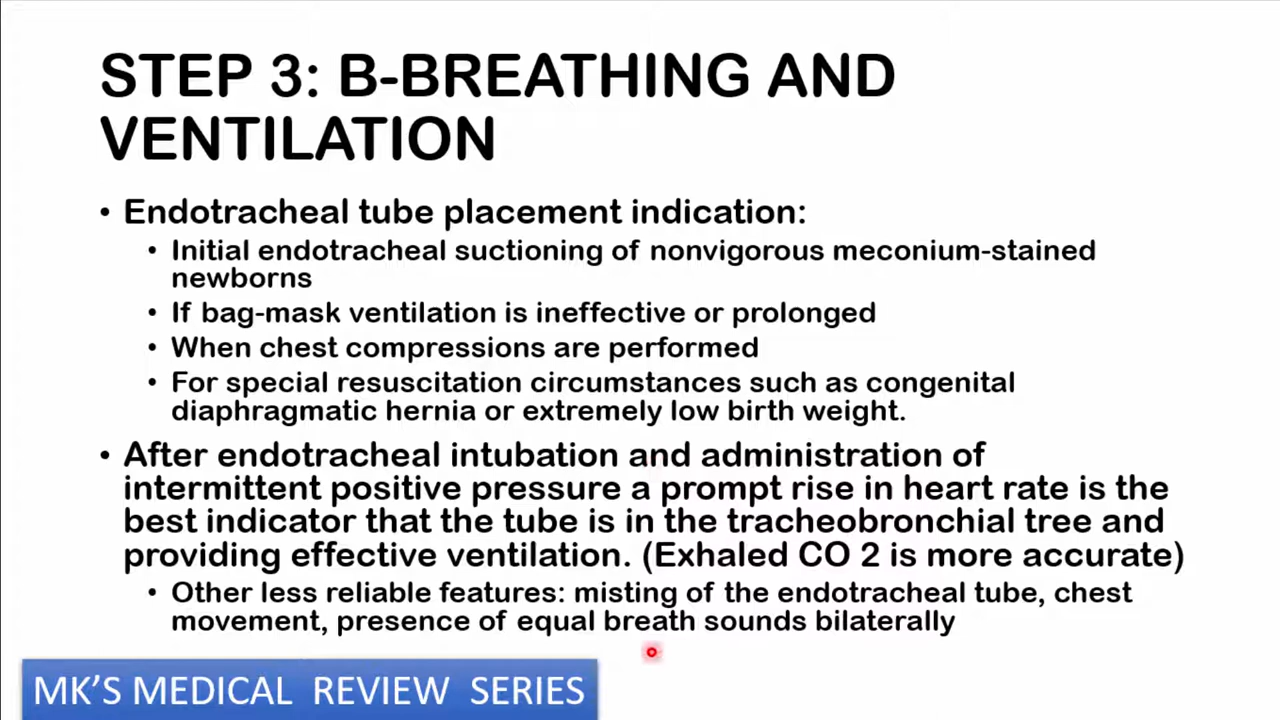 STEP 3: B-BREATHING AND
VENTILATION
• Endotracheal tube placement indication:
• Initial endotracheal suctioning of nonvigorous meconium-stained
newborns
• If bag-mask ventilation is ineffective or prolonged
• When chest compressions are performed
• For special resuscitation circumstances such as congenital
diaphragmatic hernia or extremely low birth weight.
• After endotracheal intubation and administration of
intermittent positive pressure a prompt rise in heart rate is the
best indicator that the tube is in the tracheobronchial tree and
providing effective ventilation. (Exhaled CO 2 is more accurate)
• Other less reliable features: misting of the endotracheal tube, chest
movement, presence of equal breath sounds bilaterally
MK'S MEDICAL REVIEW SERIES